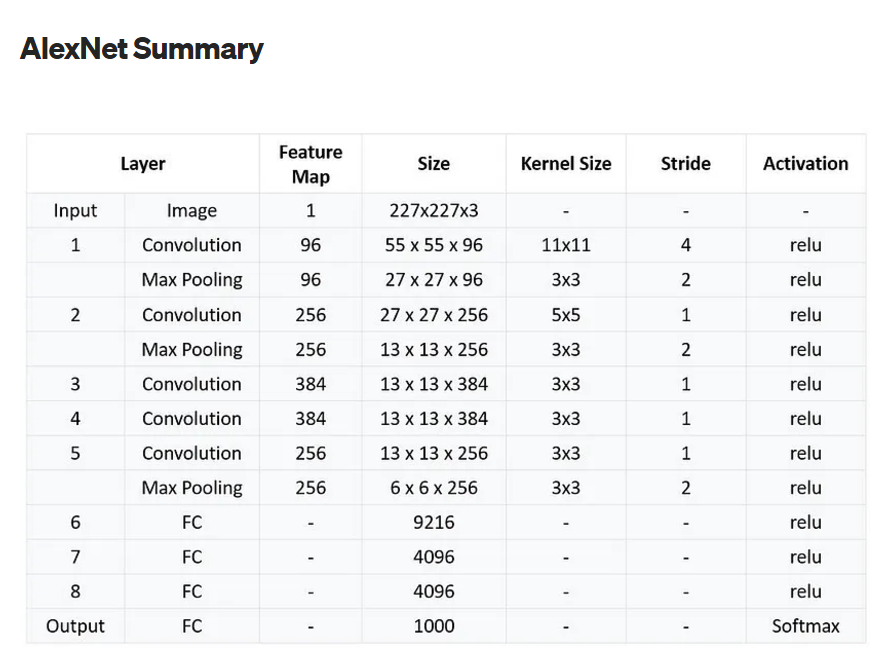 AlexNet Summary
Layer Feature Map Size Kernel Size Stride Activation
Input Image 1 227x227x3 - - -
1 Convolution 96 55 x 55 x 96 11x11 4 relu
Max Pooling 96 27 x 27 x 96 3x3 2 relu
2 Convolution 256 27 x 27 x 256 5x5 1 relu
Max Pooling 256 13 x 13 x 256 3x3 2 relu
3 Convolution 384 13 x 13 x 384 3x3 1 relu
4 Convolution 384 13 x 13 x 384 3x3 1 relu
5 Convolution 256 13 x 13 x 256 3x3 1 relu
Max Pooling 256 6 x 6 x 256 3x3 2 relu
6 FC - 9216 - - relu
7 FC - 4096 - - relu
8 FC - 4096 - - relu
Output FC - 1000 - - Softmax